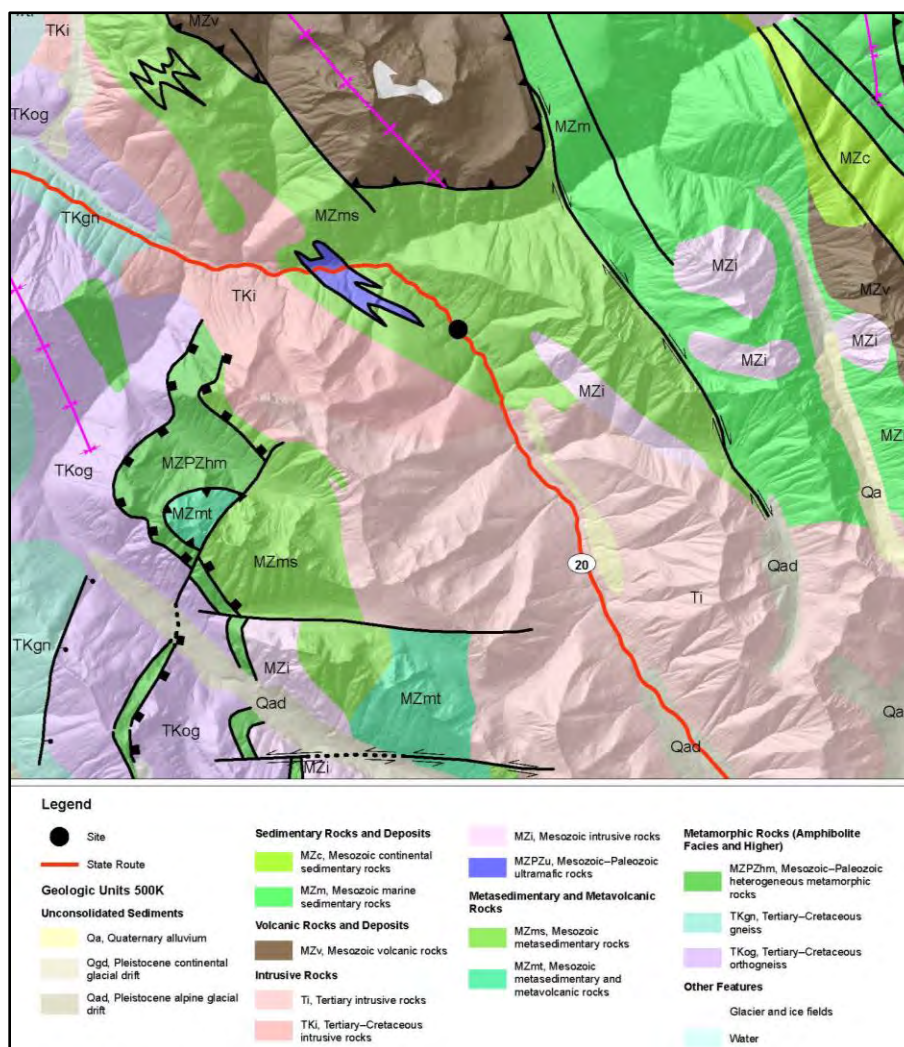 MZv
TKi
TKog
MZm
MZc
TKgn
MZms
MZi
MZv
TKi
MZi
MZi
MZi
MZ
TKog
MZPZhm
Qa
MZmt
MZms
20
Qad
Ti
TKgn
MZi
MZmt
Qad
Qa
TKog
Qad
MZi
Legend
Site
State Route
Geologic Units 500K
Unconsolidated Sediments
Qa, Quaternary alluvium
Qgd, Pleistocene continental
glacial drift
Qad, Pleistocene alpine glacial
drift
Sedimentary Rocks and Deposits
MZc, Mesozoic continental
sedimentary rocks
MZm, Mesozoic marine
sedimentary rocks
Volcanic Rocks and Deposits
MZv, Mesozoic volcanic rocks
Intrusive Rocks
Ti, Tertiary intrusive rocks
TKi, Tertiary–Cretaceous
intrusive rocks
MZi, Mesozoic intrusive rocks
MZPZu, Mesozoic–Paleozoic
ultramafic rocks
Metasedimentary and Metavolcanic
Rocks
MZms, Mesozoic
metasedimentary rocks
MZmt, Mesozoic
metasedimentary and
metavolcanic rocks
Metamorphic Rocks (Amphibolite
Facies and Higher)
MZPZhm, Mesozoic–Paleozoic
heterogeneous metamorphic
rocks
TKgn, Tertiary–Cretaceous
gneiss
TKog, Tertiary–Cretaceous
orthogneiss
Other Features
Glacier and ice fields
Water